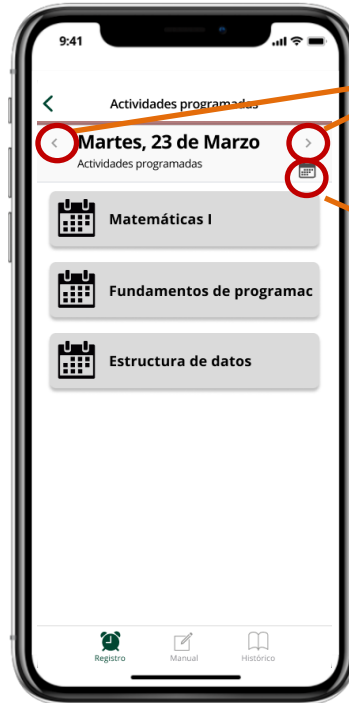 9:41
Actividades programadas
Martes, 23 de Marzo
Actividades programadas
Matemáticas I
Fundamentos de programac
Estructura de datos
Registro Manual Histórico